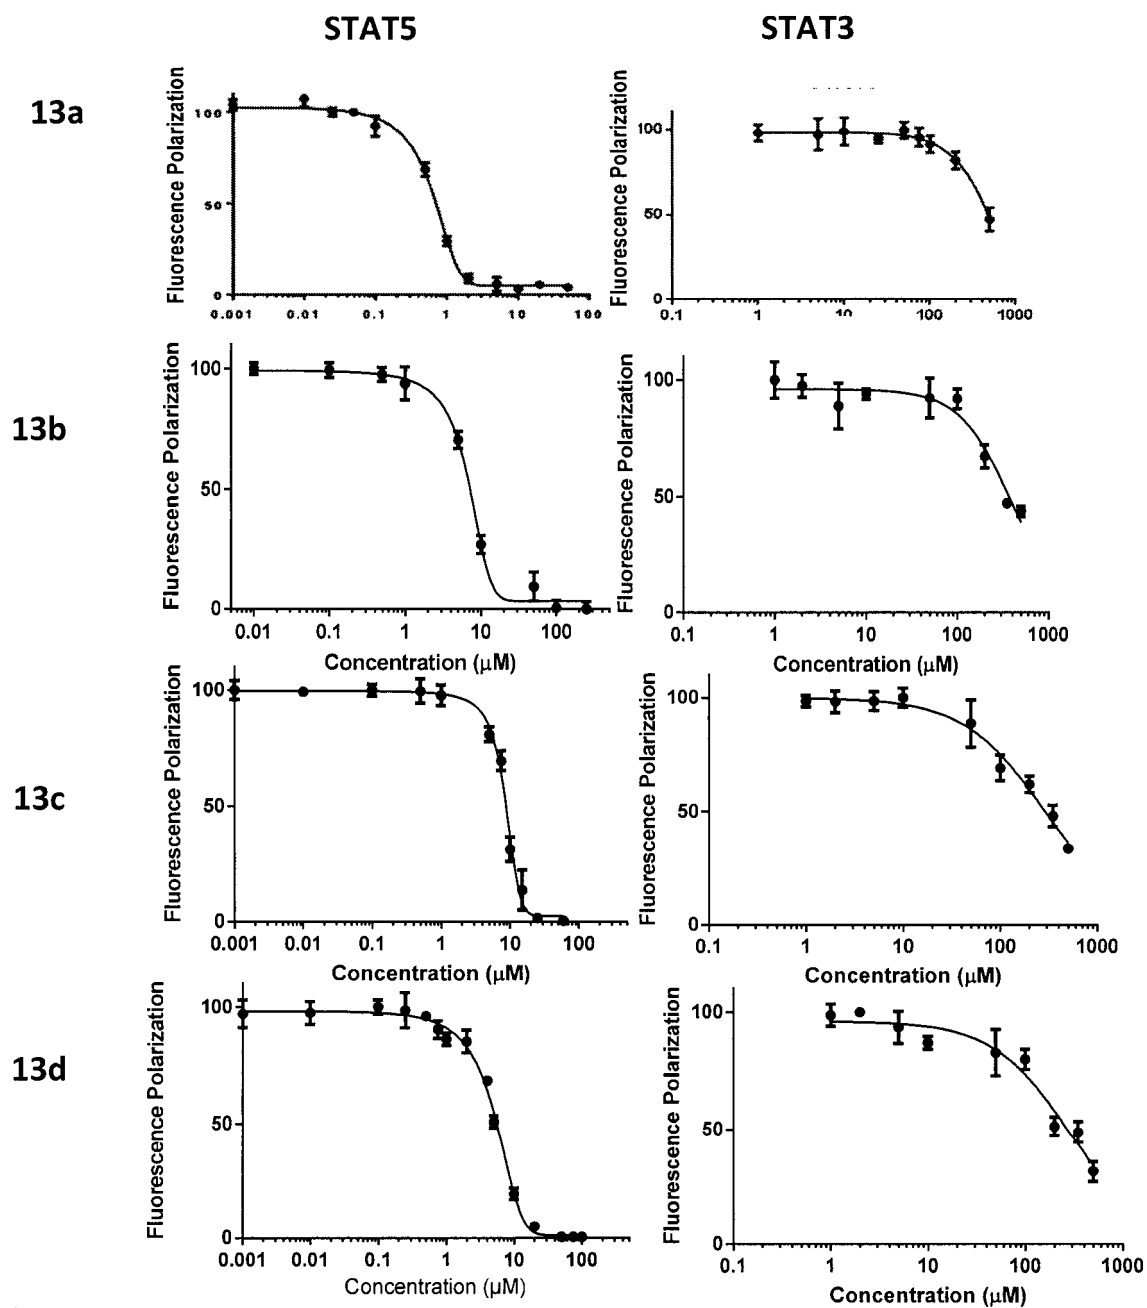 STAT5 STAT3
13a
Fluorescence Polarization
100
50
0
0.001 0.01 0.1 1 10 100
Fluorescence Polarization
100
50
0
0.1 1 10 100 1000
13b
Fluorescence Polarization
100
50
0
0.01 0.1 1 10 100
Concentration (µM)
Fluorescence Polarization
100
50
0
0.1 1 10 100 1000
Concentration (µM)
13c
Fluorescence Polarization
100
50
0
0.001 0.01 0.1 1 10 100
Concentration (µM)
Fluorescence Polarization
100
50
0
0.1 1 10 100 1000
Concentration (µM)
13d
Fluorescence Polarization
100
50
0
0.001 0.01 0.1 1 10 100
Concentration (µM)
Fluorescence Polarization
100
50
0
0.1 1 10 100 1000
Concentration (µM)